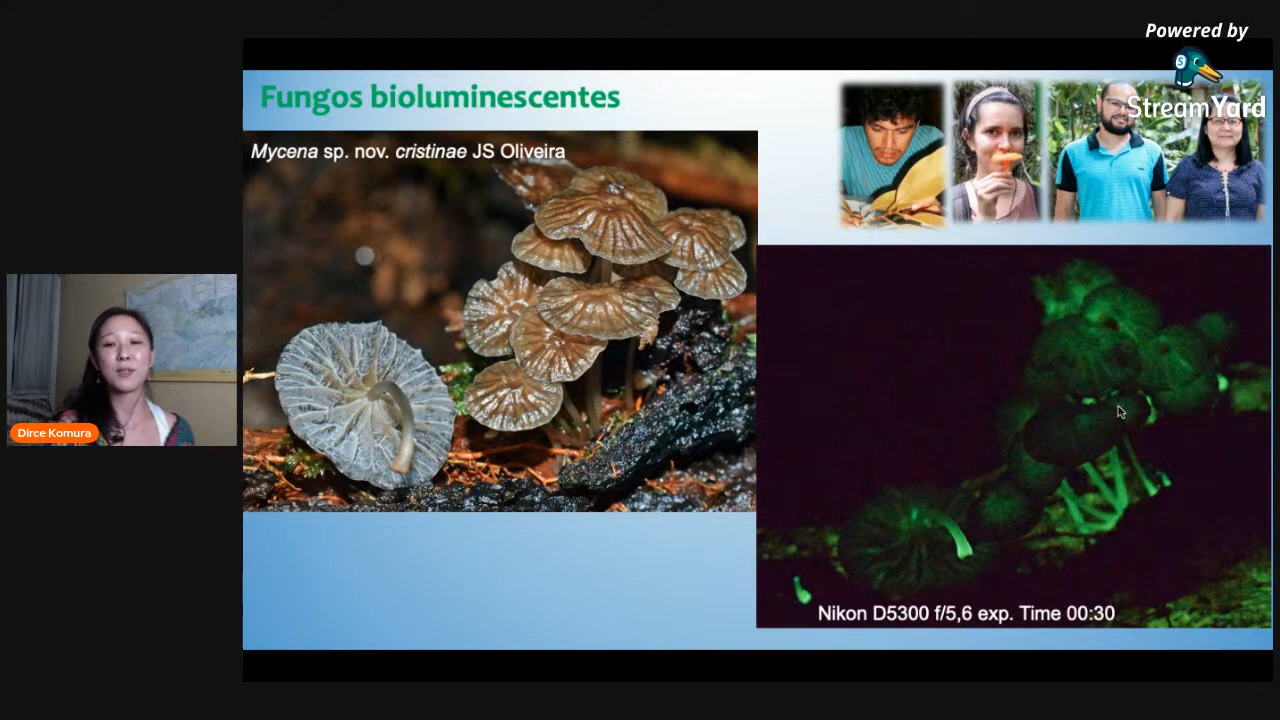 Powered by
StreamYard
Fungos bioluminescentes
Mycena sp. nov. cristinae JS Oliveira
Dirce Komura
Nikon D5300 f/5,6 exp. Time 00:30